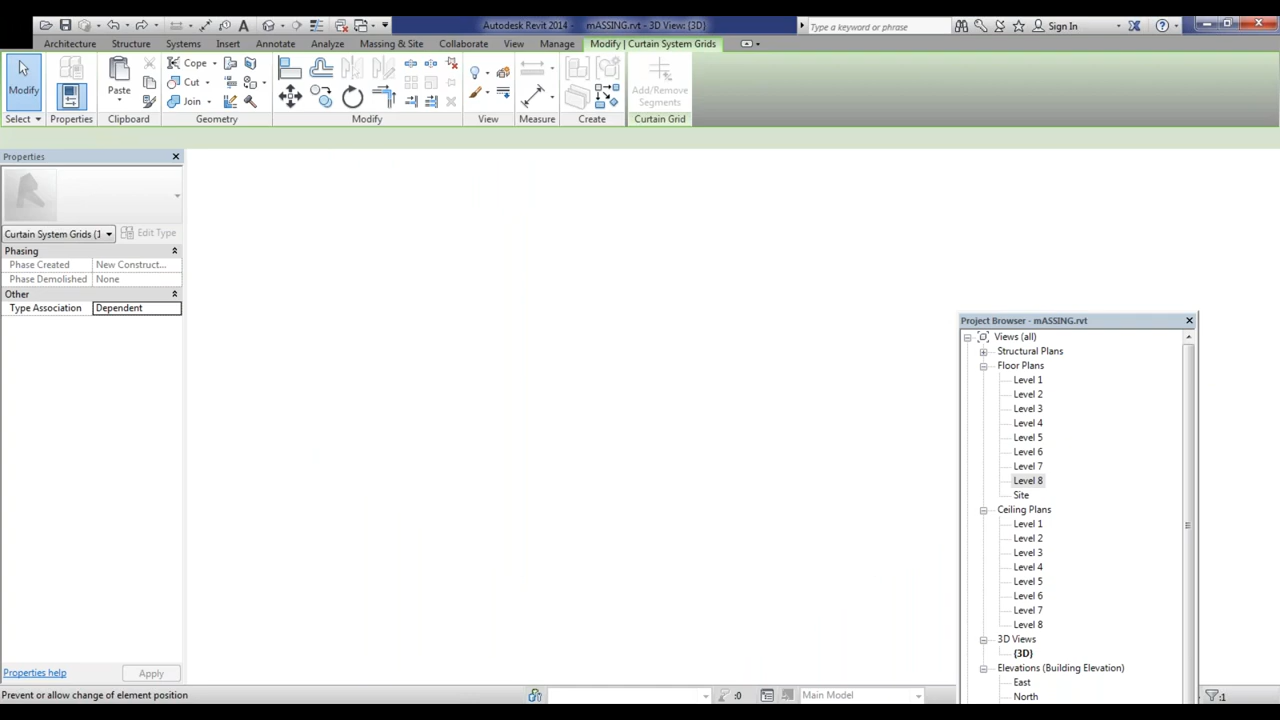 Autodesk Revit 2014 - mASSING.rvt - 3D View: {3D}
Type a keyword or phrase
Sign In
Architecture Structure Systems Insert Annotate Analyze Massing & Site Collaborate View Manage Modify | Curtain System Grids
Modify
Paste
Cope
Cut
Join
Add/Remove
Segments
Select Properties Clipboard Geometry Modify View Measure Create Curtain Grid
Properties
Curtain System Grids (1
Edit Type
Phasing
Phase Created New Construct...
Phase Demolished None
Other
Type Association Dependent
Project Browser - mASSING.rvt
Views (all)
Structural Plans
Floor Plans
Level 1
Level 2
Level 3
Level 4
Level 5
Level 6
Level 7
Level 8
Site
Ceiling Plans
Level 1
Level 2
Level 3
Level 4
Level 5
Level 6
Level 7
Level 8
3D Views
{3D}
Elevations (Building Elevation)
East
North
Properties help
Apply
Prevent or allow change of element position
:0
Main Model
:1